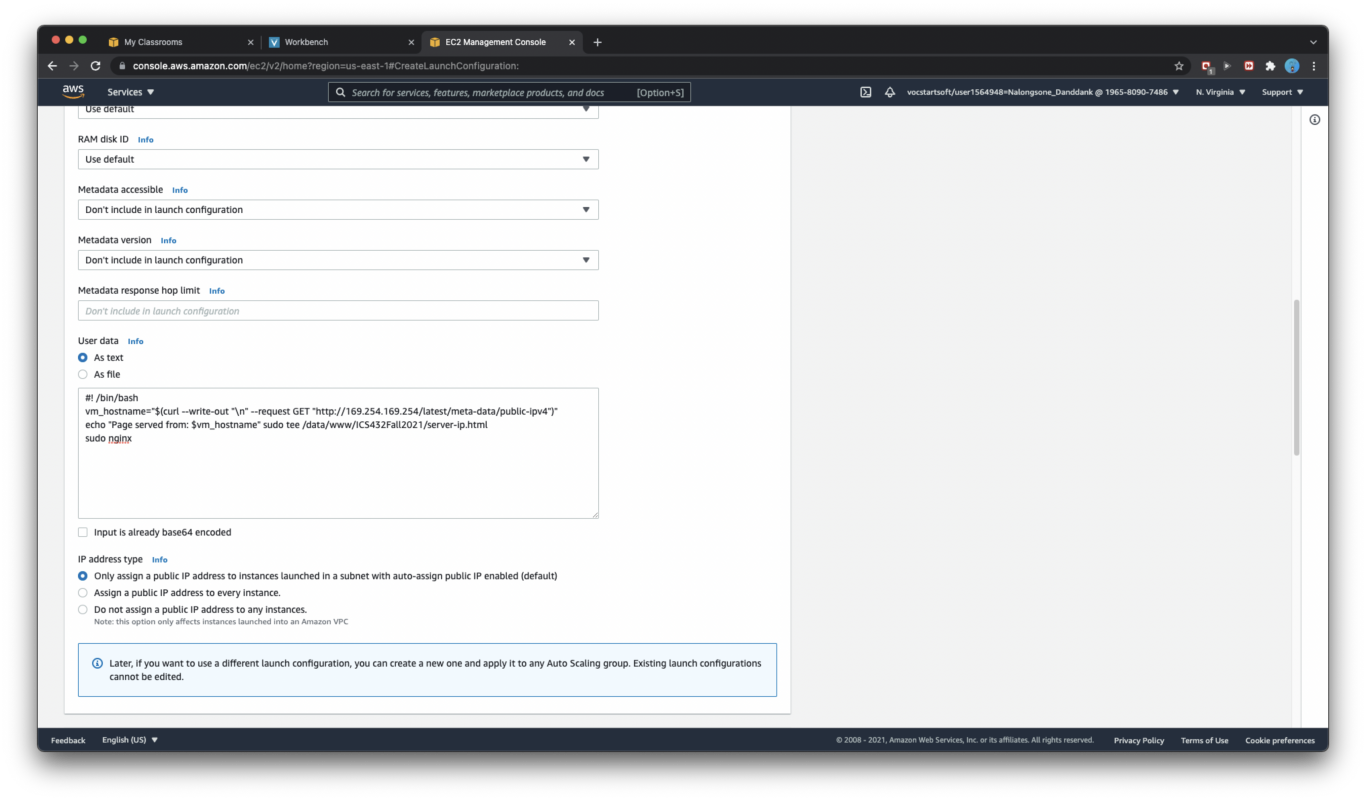 My Classrooms
Workbench
EC2 Management Console
console.aws.amazon.com/ec2/v2/home?region=us-east-1#CreateLaunchConfiguration:
aws
Services
Search for services, features, marketplace products, and docs [Option+S]
vocstartsoft/user1564948=Nalongsone_Danddank @ 1965-8090-7486
N. Virginia
Support
Use default
RAM disk ID Info
Use default
Metadata accessible Info
Don't include in launch configuration
Metadata version Info
Don't include in launch configuration
Metadata response hop limit Info
Don't include in launch configuration
User data Info
As text
As file
#! /bin/bash
vm_hostname="$(curl --write-out "\n" --request GET "http://169.254.169.254/latest/meta-data/public-ipv4")"
echo "Page served from: $vm_hostname" sudo tee /data/www/ICS432Fall2021/server-ip.html
sudo nginx
Input is already base64 encoded
IP address type Info
Only assign a public IP address to instances launched in a subnet with auto-assign public IP enabled (default)
Assign a public IP address to every instance.
Do not assign a public IP address to any instances.
Note: this option only affects instances launched into an Amazon VPC
Later, if you want to use a different launch configuration, you can create a new one and apply it to any Auto Scaling group. Existing launch configurations
cannot be edited.
Feedback
English (US)
© 2008 - 2021, Amazon Web Services, Inc. or its affiliates. All rights reserved.
Privacy Policy
Terms of Use
Cookie preferences